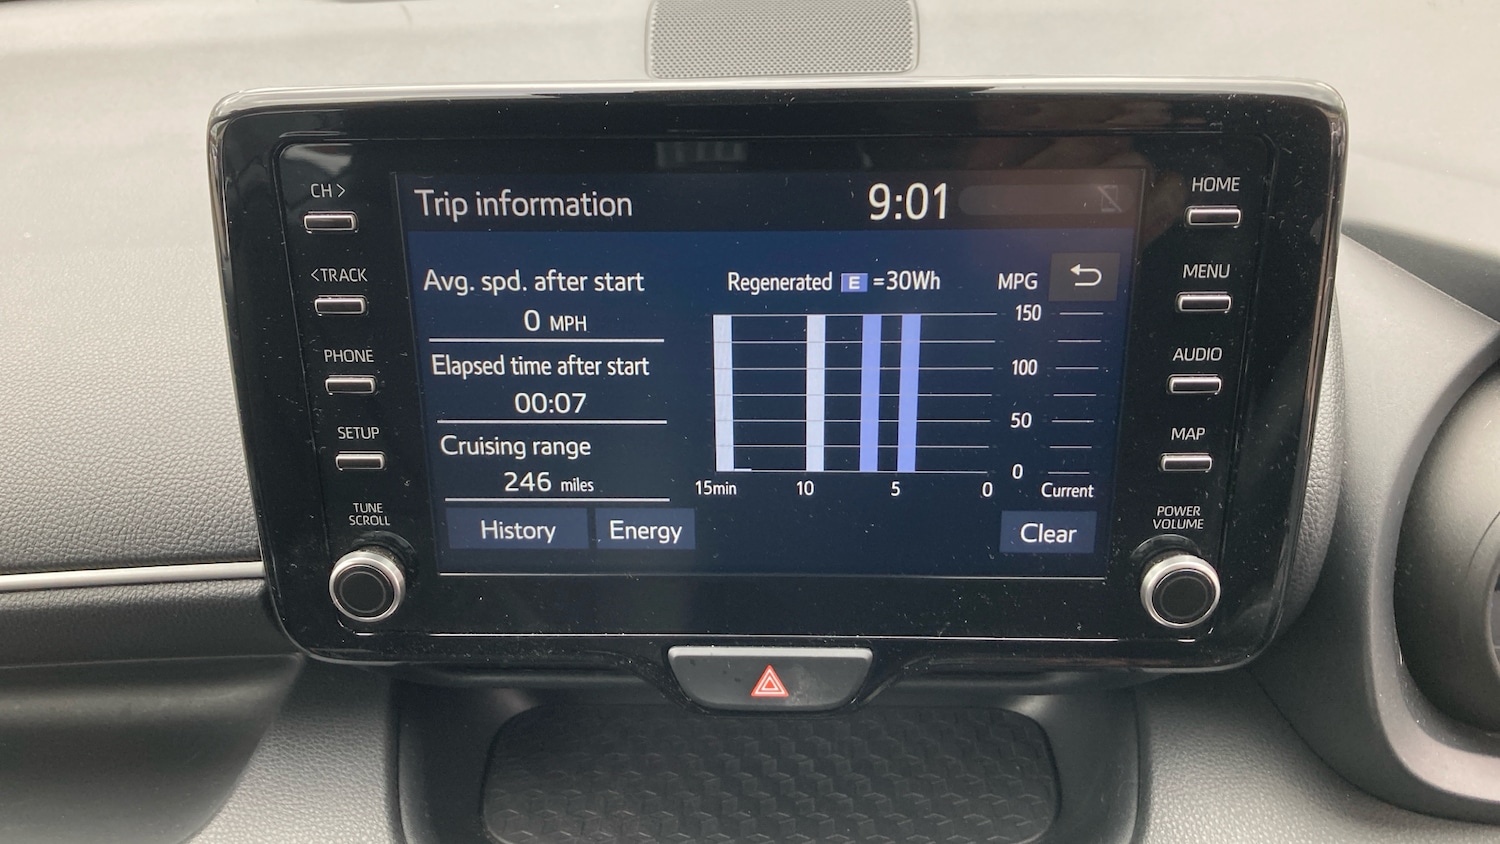 CH >
<TRACK
PHONE
SETUP
TUNE
SCROLL
Trip information
9:01
Avg. spd. after start
0 MPH
Elapsed time after start
00:07
Cruising range
246 miles
History
Energy
Regenerated E =30Wh
MPG
150
100
50
0
15min 10 5 0
Current
Clear
HOME
MENU
AUDIO
MAP
POWER
VOLUME